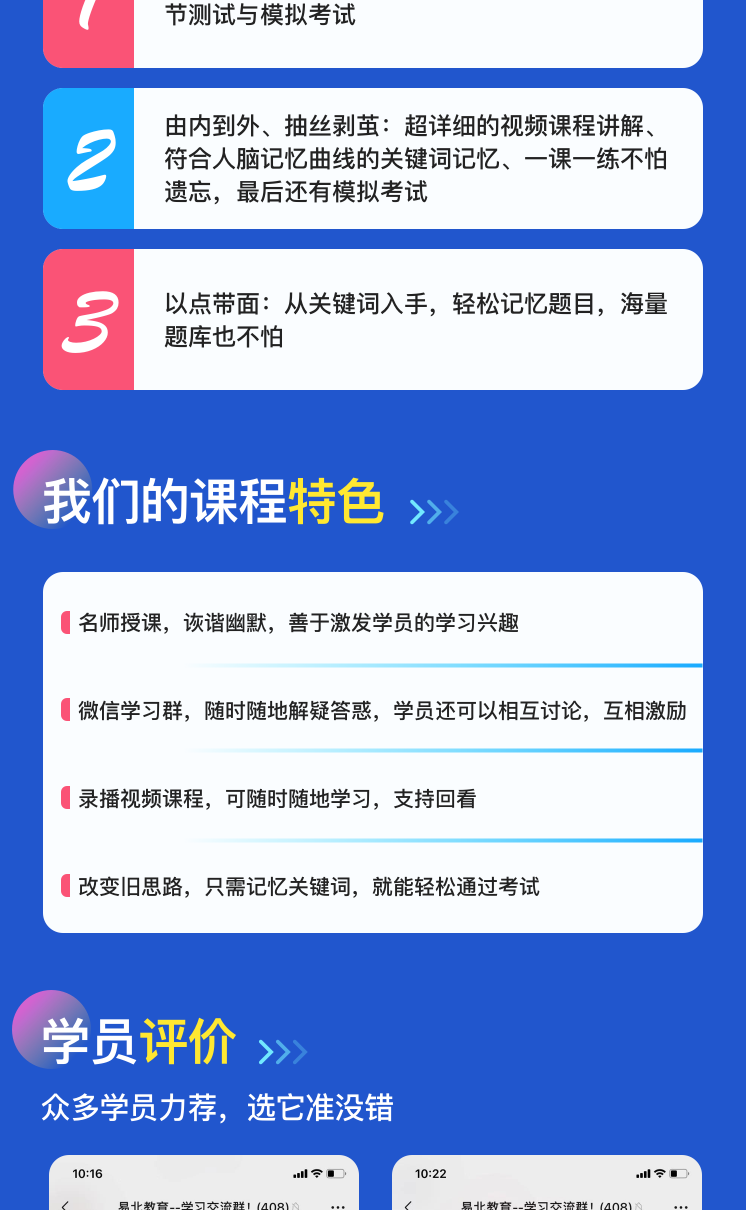 节测试与模拟考试
2
由内到外、抽丝剥茧：超详细的视频课程讲解、
符合人脑记忆曲线的关键词记忆、一课一练不怕
遗忘，最后还有模拟考试
3
以点带面：从关键词入手，轻松记忆题目，海量
题库也不怕
我们的课程特色
名师授课，诙谐幽默，善于激发学员的学习兴趣
微信学习群，随时随地解疑答惑，学员还可以相互讨论，互相激励
录播视频课程，可随时随地学习，支持回看
改变旧思路，只需记忆关键词，就能轻松通过考试
学员评价
众多学员力荐，选它准没错
10:16
10:22
易北教育--学习交流群！(408)
易北教育--学习交流群！(408)